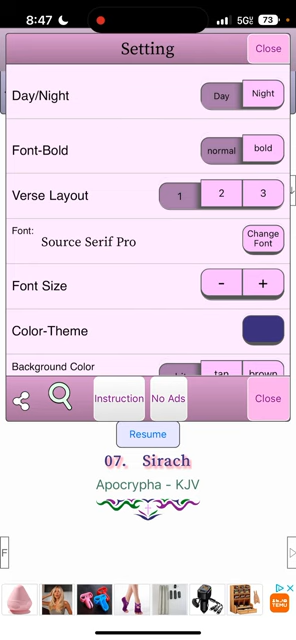 8:47 5G 73
Setting Close
Day/Night Day Night
Font-Bold normal bold
Verse Layout 1 2 3
Font: Source Serif Pro Change Font
Font Size - +
Color-Theme
Background Color tan brown
Instruction No Ads Close
Resume
07. Sirach
Apocrypha - KJV
F
TEMU